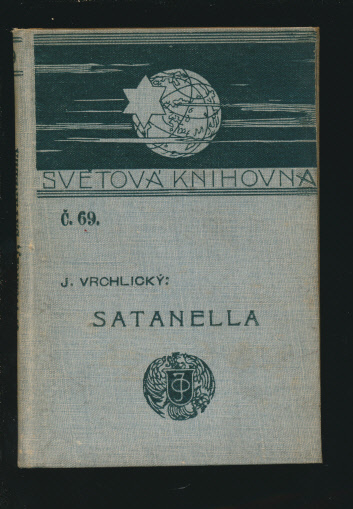 SVĚTOVÁ KNIHOVNA
Č. 69.
J. VRCHLICKÝ:
SATANELLA